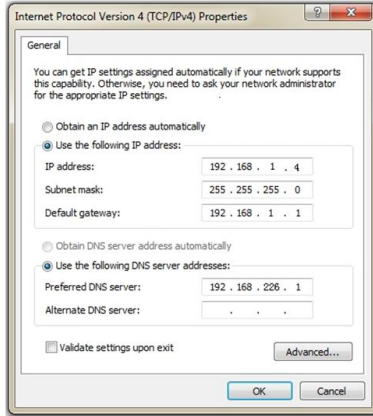 Internet Protocol Version 4 (TCP/IPv4) Properties
General
You can get IP settings assigned automatically if your network supports
this capability. Otherwise, you need to ask your network administrator
for the appropriate IP settings.
Obtain an IP address automatically
Use the following IP address:
IP address: 192 . 168 . 1 . 4
Subnet mask: 255 . 255 . 255 . 0
Default gateway: 192 . 168 . 1 . 1
Obtain DNS server address automatically
Use the following DNS server addresses:
Preferred DNS server: 192 . 168 . 226 . 1
Alternate DNS server: . . .
Validate settings upon exit
Advanced...
OK Cancel